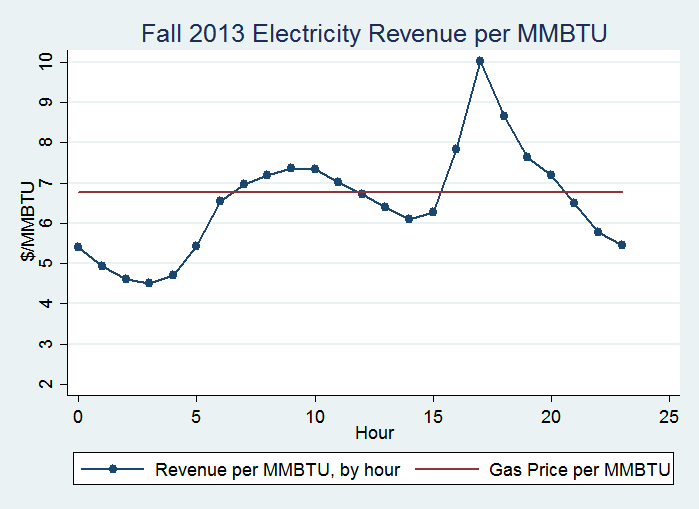 Fall 2013 Electricity Revenue per MMBTU
$/MMBTU
10
9
8
7
6
5
4
3
2
0 5 10 15 20 25
Hour
Revenue per MMBTU, by hour Gas Price per MMBTU